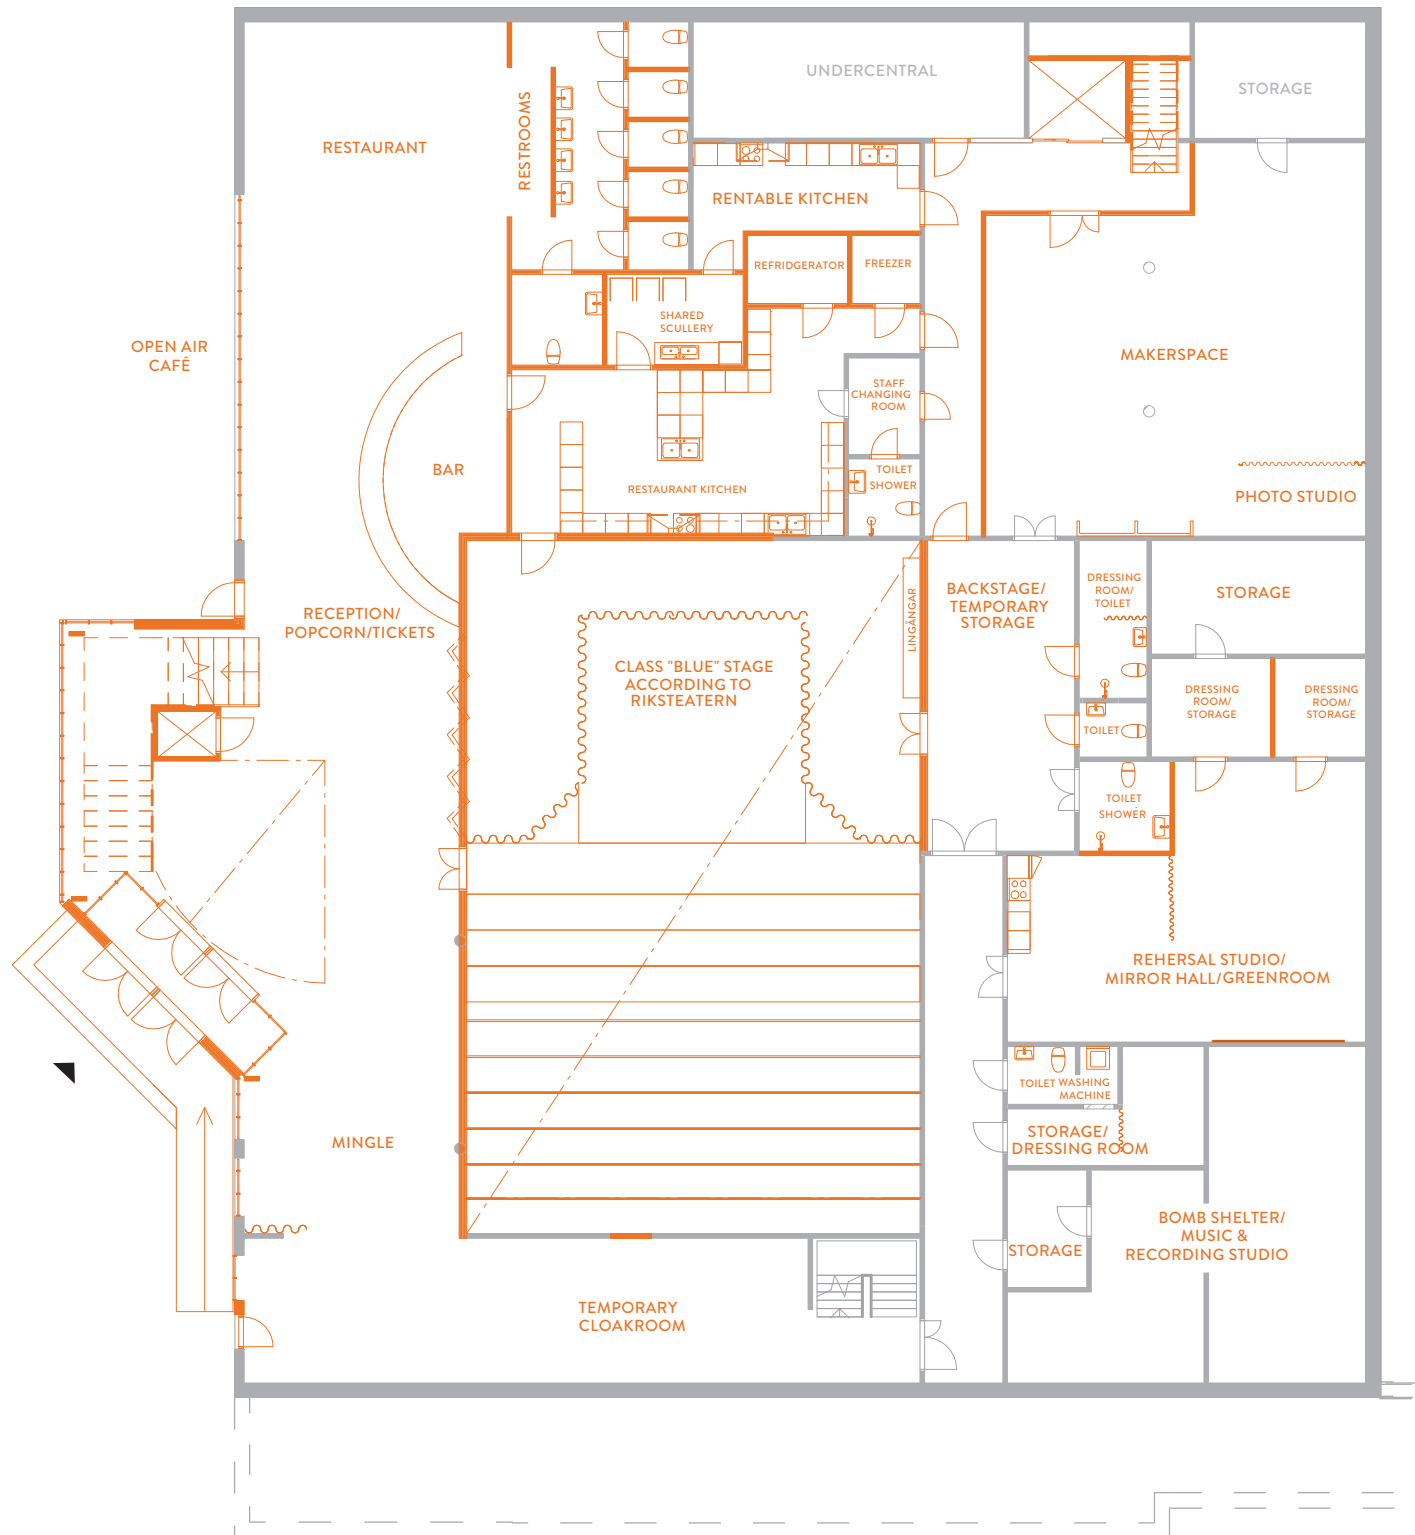 UNDERCENTRAL
STORAGE
RESTAURANT
RESTROOMS
RENTABLE KITCHEN
REFRIDGERATOR
FREEZER
SHARED
SCULLERY
OPEN AIR
CAFÉ
MAKERSPACE
STAFF
CHANGING
ROOM
BAR
TOILET
SHOWER
RESTAURANT KITCHEN
PHOTO STUDIO
RECEPTION/
POPCORN/TICKETS
LINGÅNGAR
BACKSTAGE/
TEMPORARY
STORAGE
DRESSING
ROOM/
TOILET
STORAGE
CLASS "BLUE" STAGE
ACCORDING TO
RIKSTEATERN
DRESSING
ROOM/
STORAGE
DRESSING
ROOM/
STORAGE
TOILET
TOILET
SHOWER
REHERSAL STUDIO/
MIRROR HALL/GREENROOM
TOILET
WASHING
MACHINE
MINGLE
STORAGE/
DRESSING ROOM
BOMB SHELTER/
MUSIC &
RECORDING STUDIO
STORAGE
TEMPORARY
CLOAKROOM